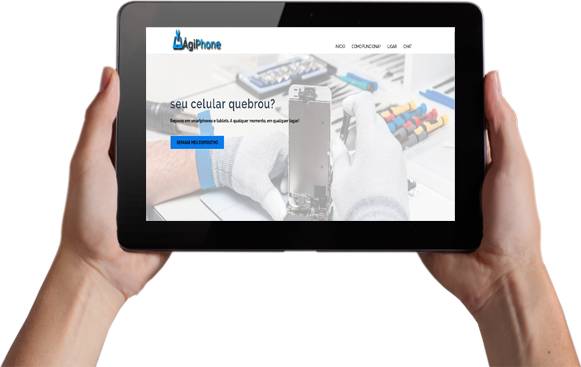 AgiPhone
INÍCIO COMO FUNCIONA? LIGAR CHAT
seu celular quebrou?
Reparos em smartphones e tablets. A qualquer momento, em qualquer lugar!
REPARAR MEU DISPOSITIVO